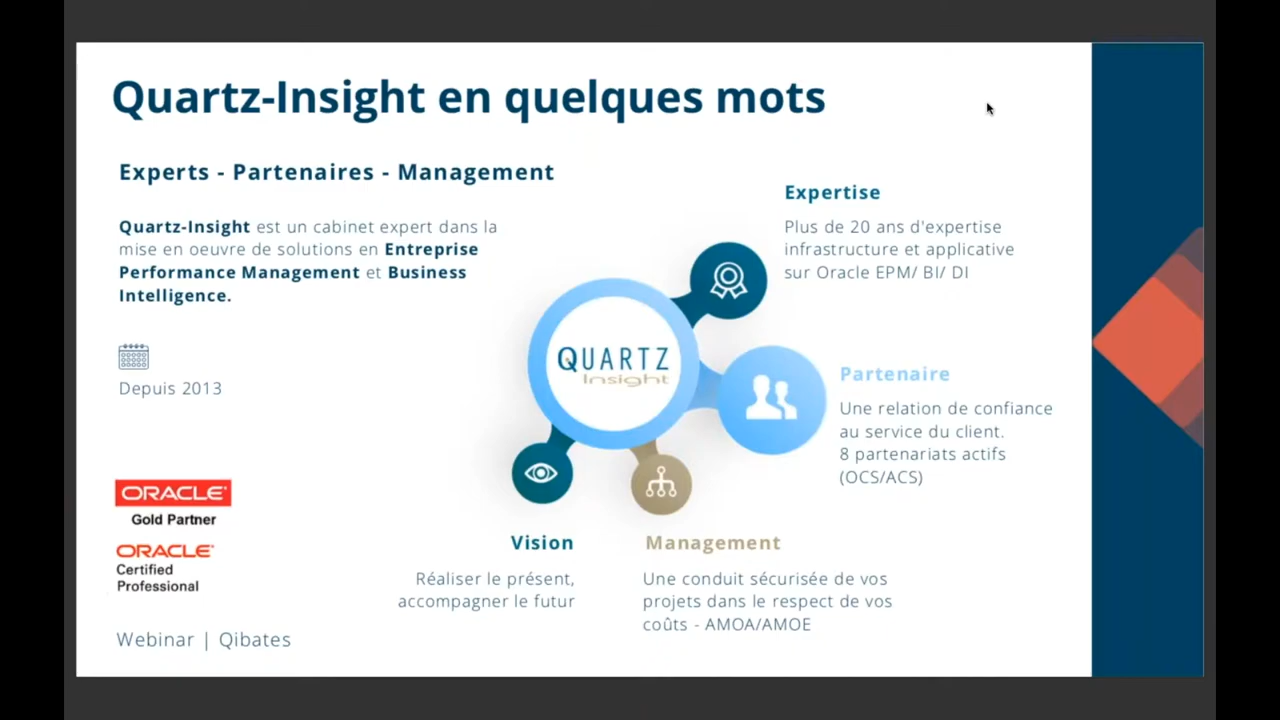 Quartz-Insight en quelques mots
Experts - Partenaires - Management
Quartz-Insight est un cabinet expert dans la
mise en oeuvre de solutions en Entreprise
Performance Management et Business
Intelligence.
Depuis 2013
ORACLE
Gold Partner
ORACLE
Certified
Professional
Webinar | Qibates
QUARTZ
Insight
Expertise
Plus de 20 ans d'expertise
infrastructure et applicative
sur Oracle EPM/ BI/ DI
Partenaire
Une relation de confiance
au service du client.
8 partenariats actifs
(OCS/ACS)
Vision
Réaliser le présent,
accompagner le futur
Management
Une conduit sécurisée de vos
projets dans le respect de vos
coûts - AMOA/AMOE